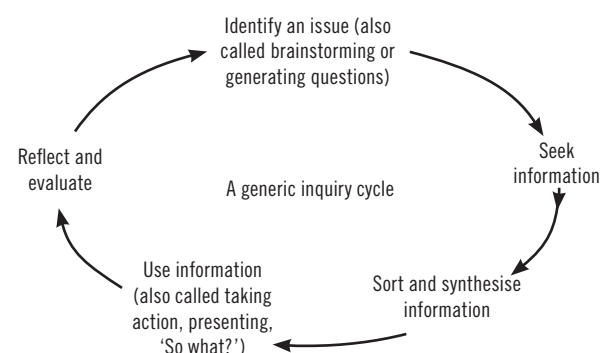 Identify an issue (also
called brainstorming or
generating questions)
Seek
information
Sort and synthesise
information
Use information
(also called taking
action, presenting,
‘So what?’)
Reflect and
evaluate
A generic inquiry cycle